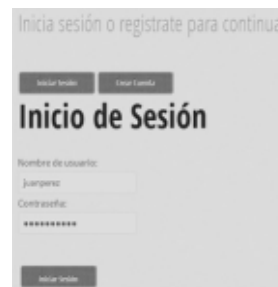 Inicia sesión o registrate para continua
Iniciar Sesión Crear Cuenta
Inicio de Sesión
Nombre de usuario:
juanperez
Contraseña:
••••••••••
Iniciar Sesión